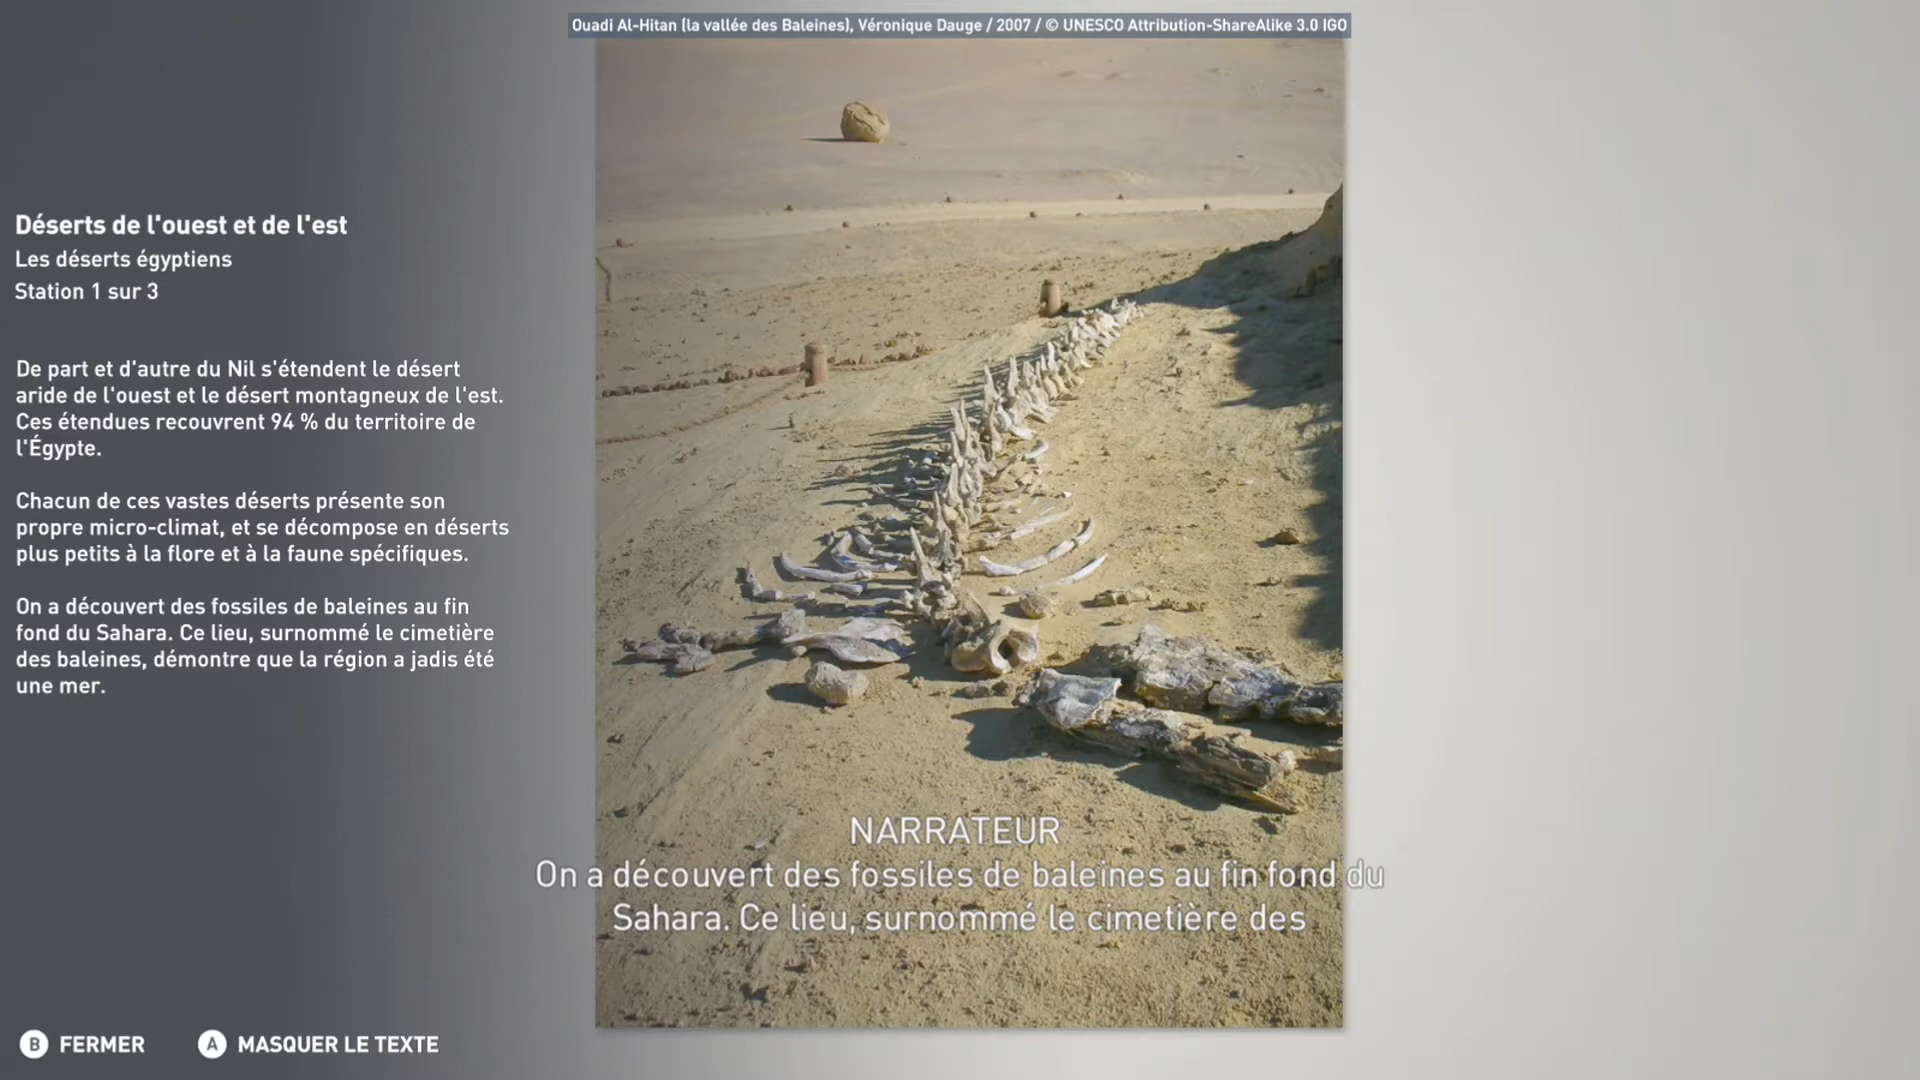 Ouadi Al-Hitan (la vallée des Baleines), Véronique Dauge / 2007 / © UNESCO Attribution-ShareAlike 3.0 IGO
Déserts de l'ouest et de l'est
Les déserts égyptiens
Station 1 sur 3
De part et d'autre du Nil s'étendent le désert
aride de l'ouest et le désert montagneux de l'est.
Ces étendues recouvrent 94 % du territoire de
l'Égypte.
Chacun de ces vastes déserts présente son
propre micro-climat, et se décompose en déserts
plus petits à la flore et à la faune spécifiques.
On a découvert des fossiles de baleines au fin
fond du Sahara. Ce lieu, surnommé le cimetière
des baleines, démontre que la région a jadis été
une mer.
NARRATEUR
On a découvert des fossiles de baleines au fin fond du
Sahara. Ce lieu, surnommé le cimetière des
B FERMER A MASQUER LE TEXTE